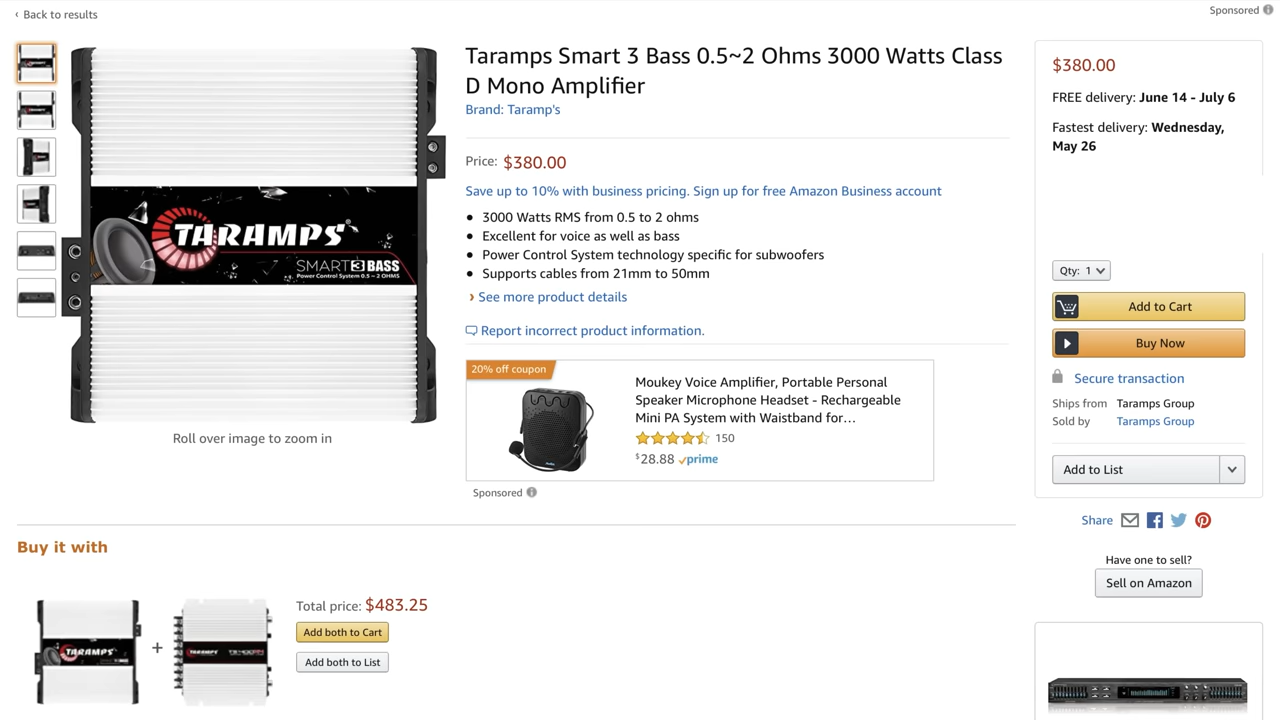 ‹ Back to results
Sponsored
Taramps Smart 3 Bass 0.5~2 Ohms 3000 Watts Class
D Mono Amplifier
Brand: Taramp's
Price: $380.00
Save up to 10% with business pricing. Sign up for free Amazon Business account
• 3000 Watts RMS from 0.5 to 2 ohms
• Excellent for voice as well as bass
• Power Control System technology specific for subwoofers
• Supports cables from 21mm to 50mm
› See more product details
Report incorrect product information.
TARAMPS®
SMART 3 BASS
Power Control System 0.5 ~ 2 OHMS
Roll over image to zoom in
20% off coupon
Moukey Voice Amplifier, Portable Personal
Speaker Microphone Headset - Rechargeable
Mini PA System with Waistband for…
150
$28.88 prime
Sponsored
$380.00
FREE delivery: June 14 - July 6
Fastest delivery: Wednesday,
May 26
Qty: 1
Add to Cart
Buy Now
Secure transaction
Ships from Taramps Group
Sold by Taramps Group
Add to List
Share
Have one to sell?
Sell on Amazon
Buy it with
TARAMPS
+
TARAMPS
Total price: $483.25
Add both to Cart
Add both to List